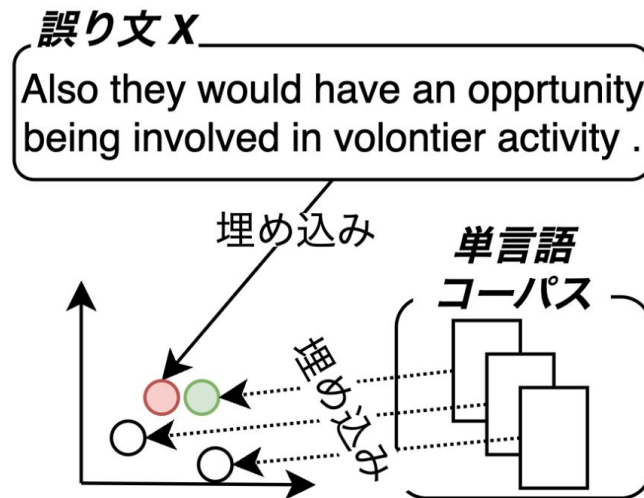 誤り文 X
Also they would have an opprtunity
being involved in volontier activity .
埋め込み
単言語
コーパス
埋め込み